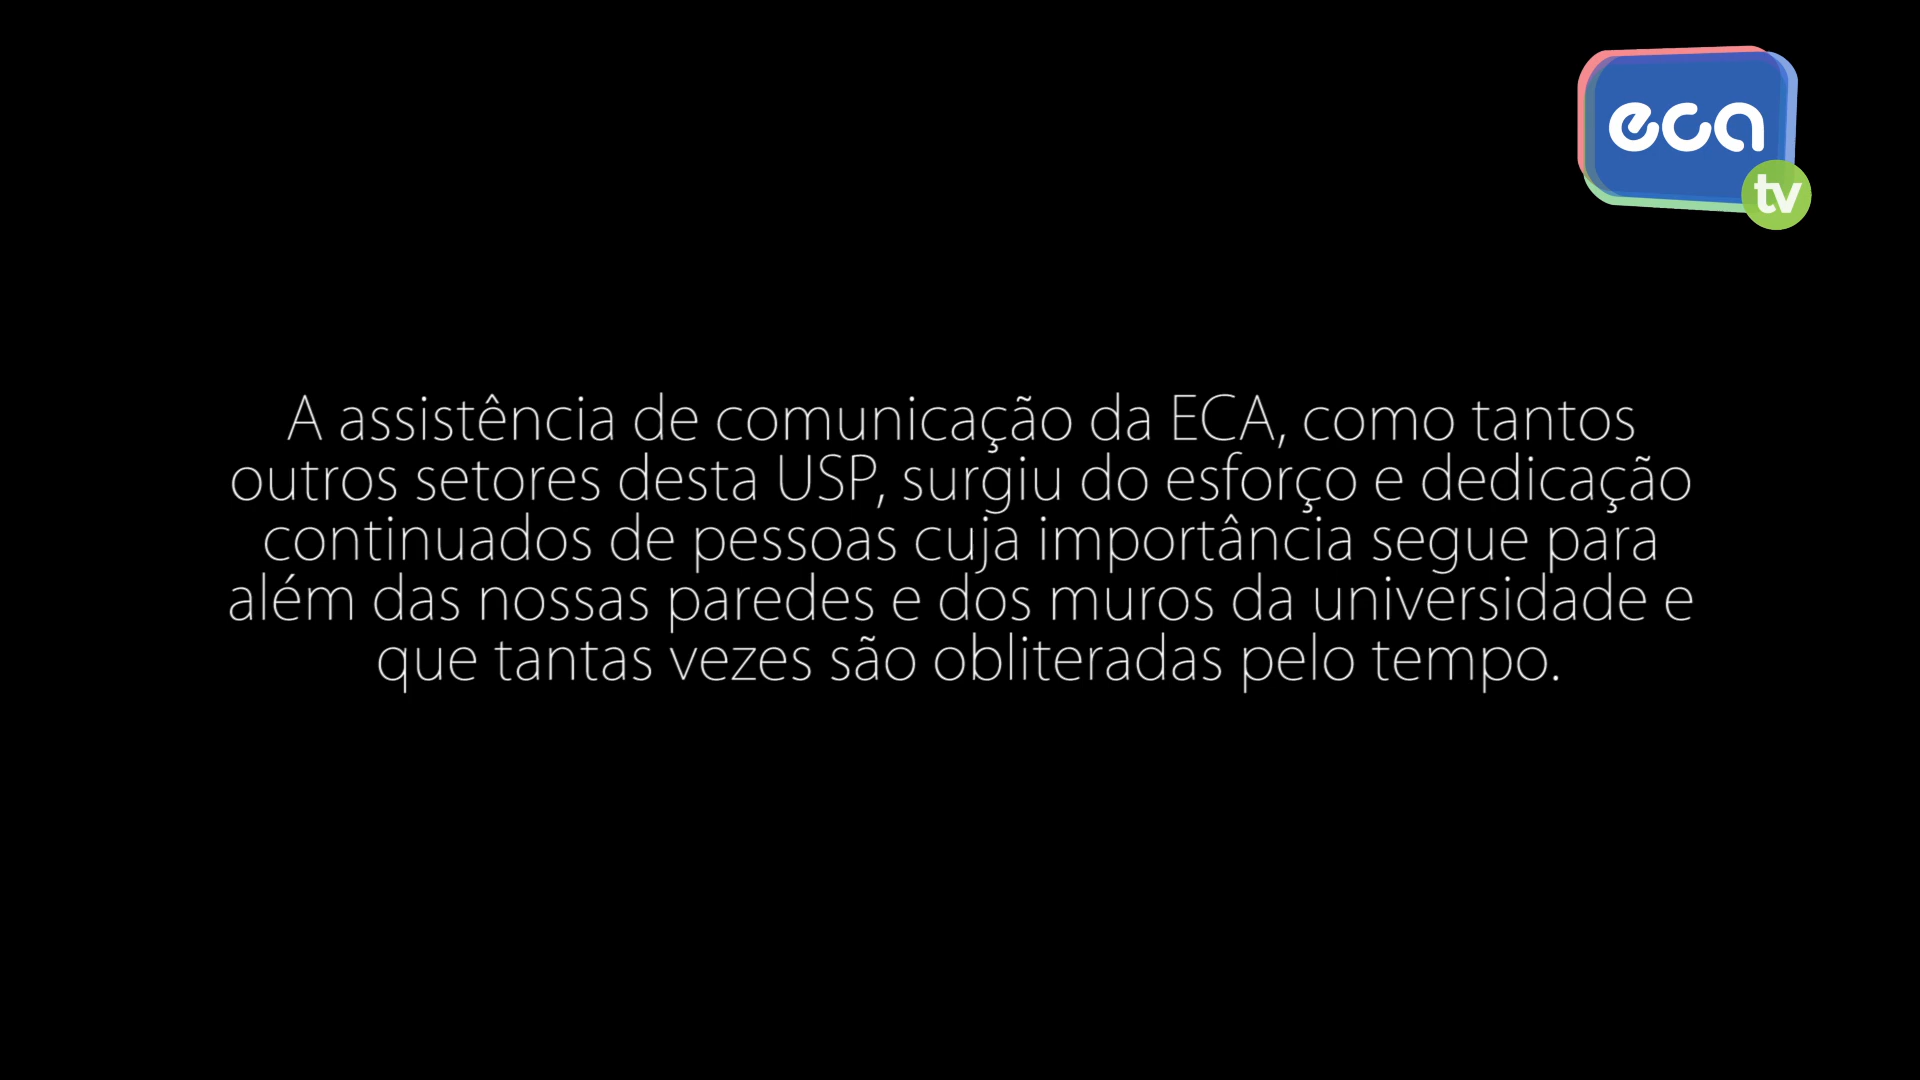 eca
tv
A assistência de comunicação da ECA, como tantos
outros setores desta USP, surgiu do esforço e dedicação
continuados de pessoas cuja importância segue para
além das nossas paredes e dos muros da universidade e
que tantas vezes são obliteradas pelo tempo.